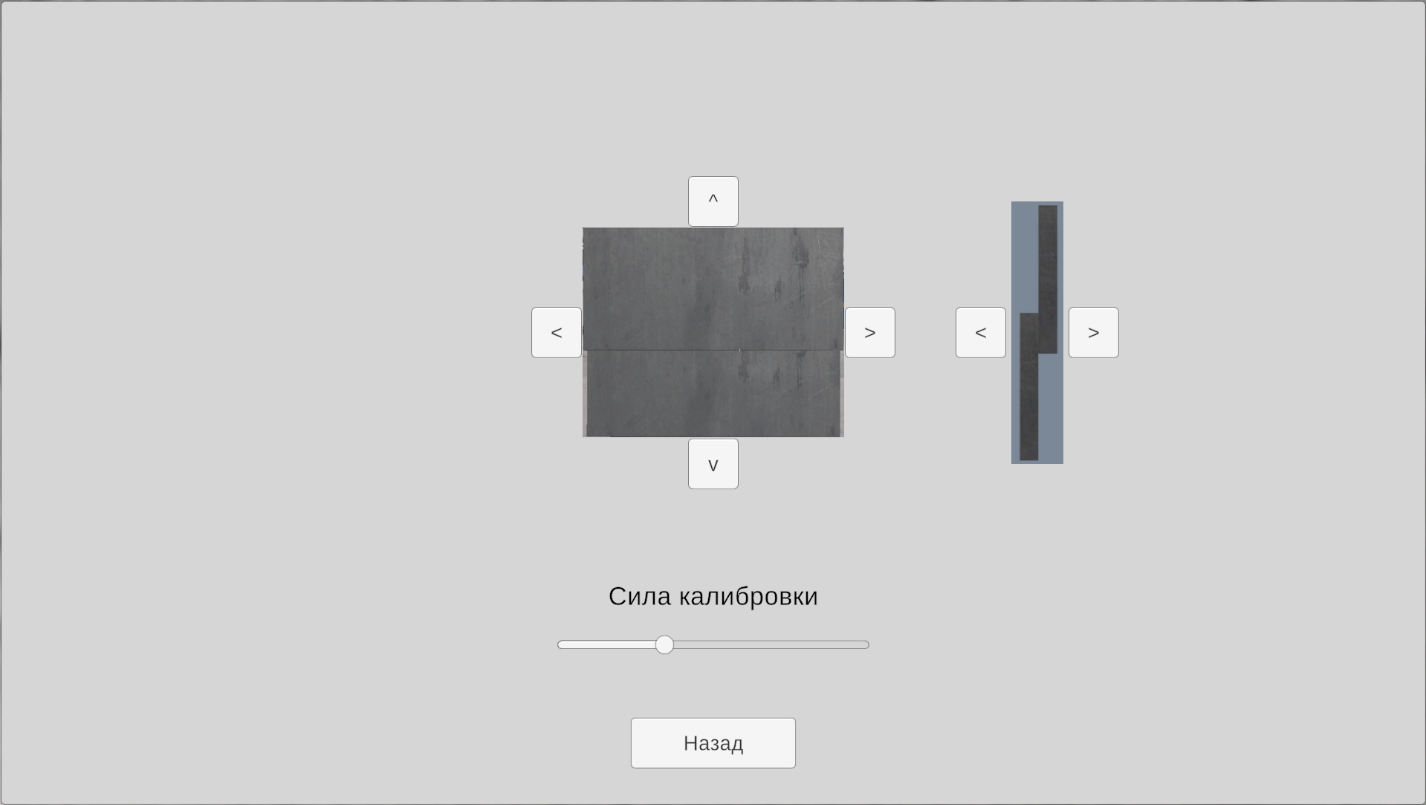 ^
< > < >
v
Сила калибровки
Назад